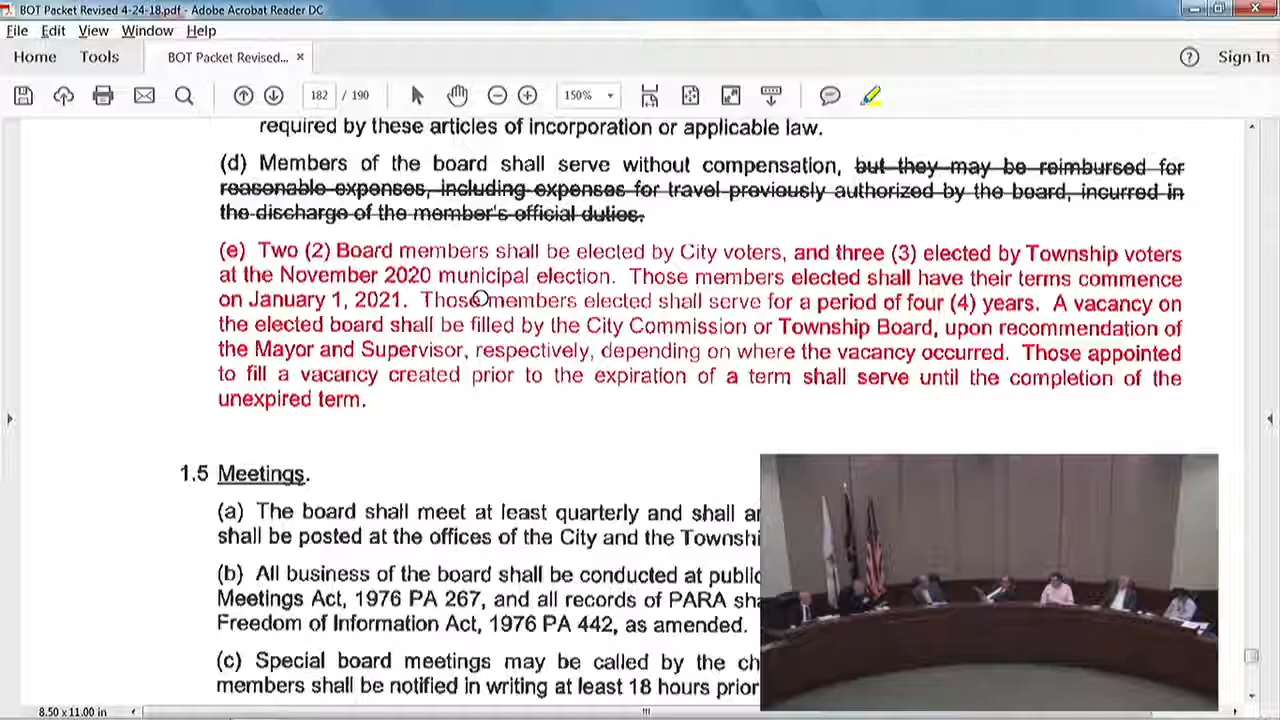 BOT Packet Revised 4-24-18.pdf - Adobe Acrobat Reader DC
File Edit View Window Help
Home Tools BOT Packet Revised... × Sign In
182 / 190 150%
required by these articles of incorporation or applicable law.
(d) Members of the board shall serve without compensation, but they may be reimbursed for
reasonable expenses, including expenses for travel previously authorized by the board, incurred in
the discharge of the member's official duties.
(e) Two (2) Board members shall be elected by City voters, and three (3) elected by Township voters
at the November 2020 municipal election. Those members elected shall have their terms commence
on January 1, 2021. Those members elected shall serve for a period of four (4) years. A vacancy on
the elected board shall be filled by the City Commission or Township Board, upon recommendation of
the Mayor and Supervisor, respectively, depending on where the vacancy occurred. Those appointed
to fill a vacancy created prior to the expiration of a term shall serve until the completion of the
unexpired term.
1.5 Meetings.
(a) The board shall meet at least quarterly and shall
shall be posted at the offices of the City and the
(b) All business of the board shall be conducted at
Meetings Act, 1976 PA 267, and all records of PARA
Freedom of Information Act, 1976 PA 442, as amended.
(c) Special board meetings may be called by the
members shall be notified in writing at least 18 hours prior
8.50 x 11.00 in